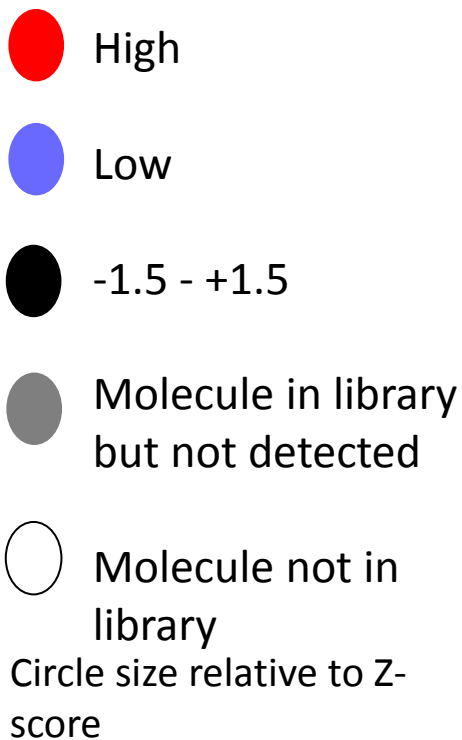 High
Low
-1.5 - +1.5
Molecule in library
but not detected
Molecule not in
library
Circle size relative to Z-
score